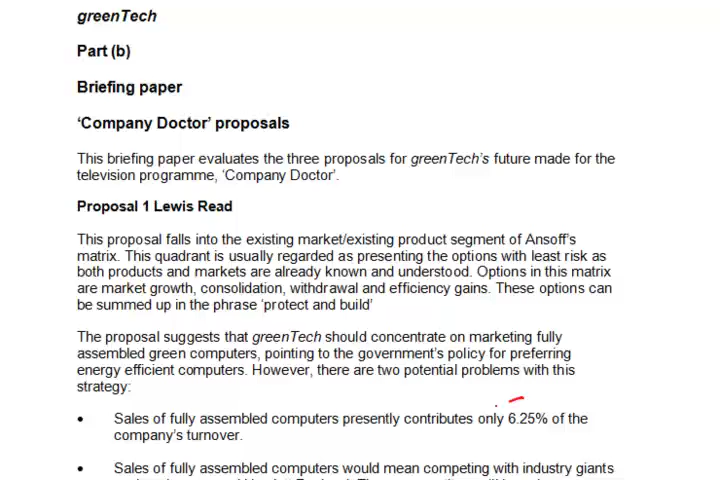 greenTech
Part (b)
Briefing paper
‘Company Doctor’ proposals
This briefing paper evaluates the three proposals for greenTech’s future made for the
television programme, ‘Company Doctor’.
Proposal 1 Lewis Read
This proposal falls into the existing market/existing product segment of Ansoff’s
matrix. This quadrant is usually regarded as presenting the options with least risk as
both products and markets are already known and understood. Options in this matrix
are market growth, consolidation, withdrawal and efficiency gains. These options can
be summed up in the phrase ‘protect and build’
The proposal suggests that greenTech should concentrate on marketing fully
assembled green computers, pointing to the government’s policy for preferring
energy efficient computers. However, there are two potential problems with this
strategy:
• Sales of fully assembled computers presently contributes only 6.25% of the
company’s turnover.
• Sales of fully assembled computers would mean competing with industry giants